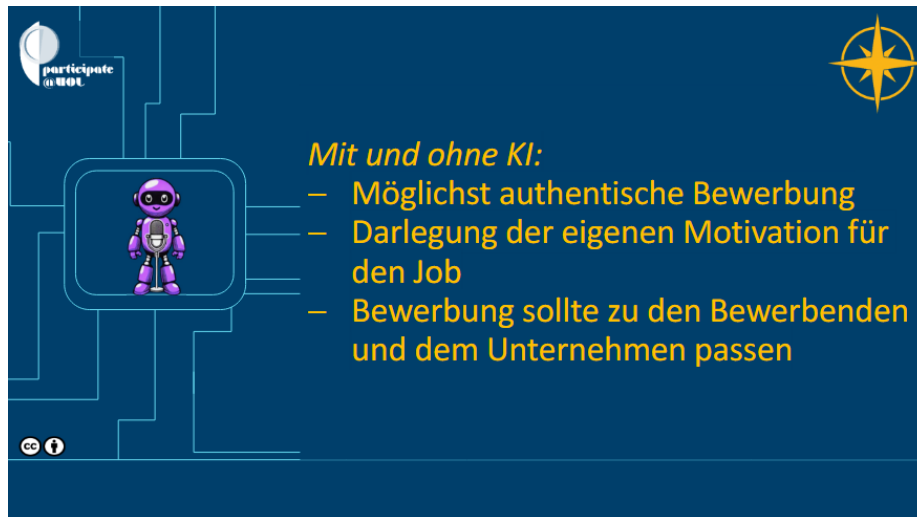 participate
@UOL
Mit und ohne KI:
– Möglichst authentische Bewerbung
– Darlegung der eigenen Motivation für
den Job
– Bewerbung sollte zu den Bewerbenden
und dem Unternehmen passen
cc